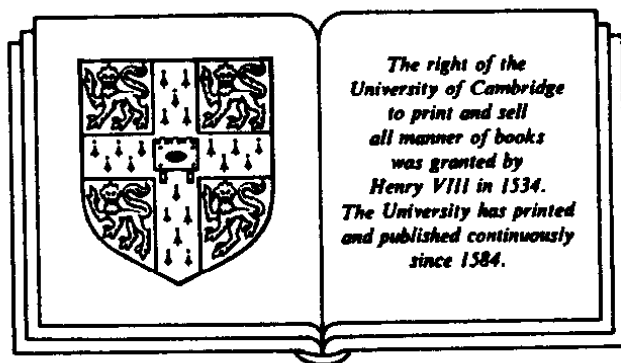 The right of the
University of Cambridge
to print and sell
all manner of books
was granted by
Henry VIII in 1534.
The University has printed
and published continuously
since 1584.